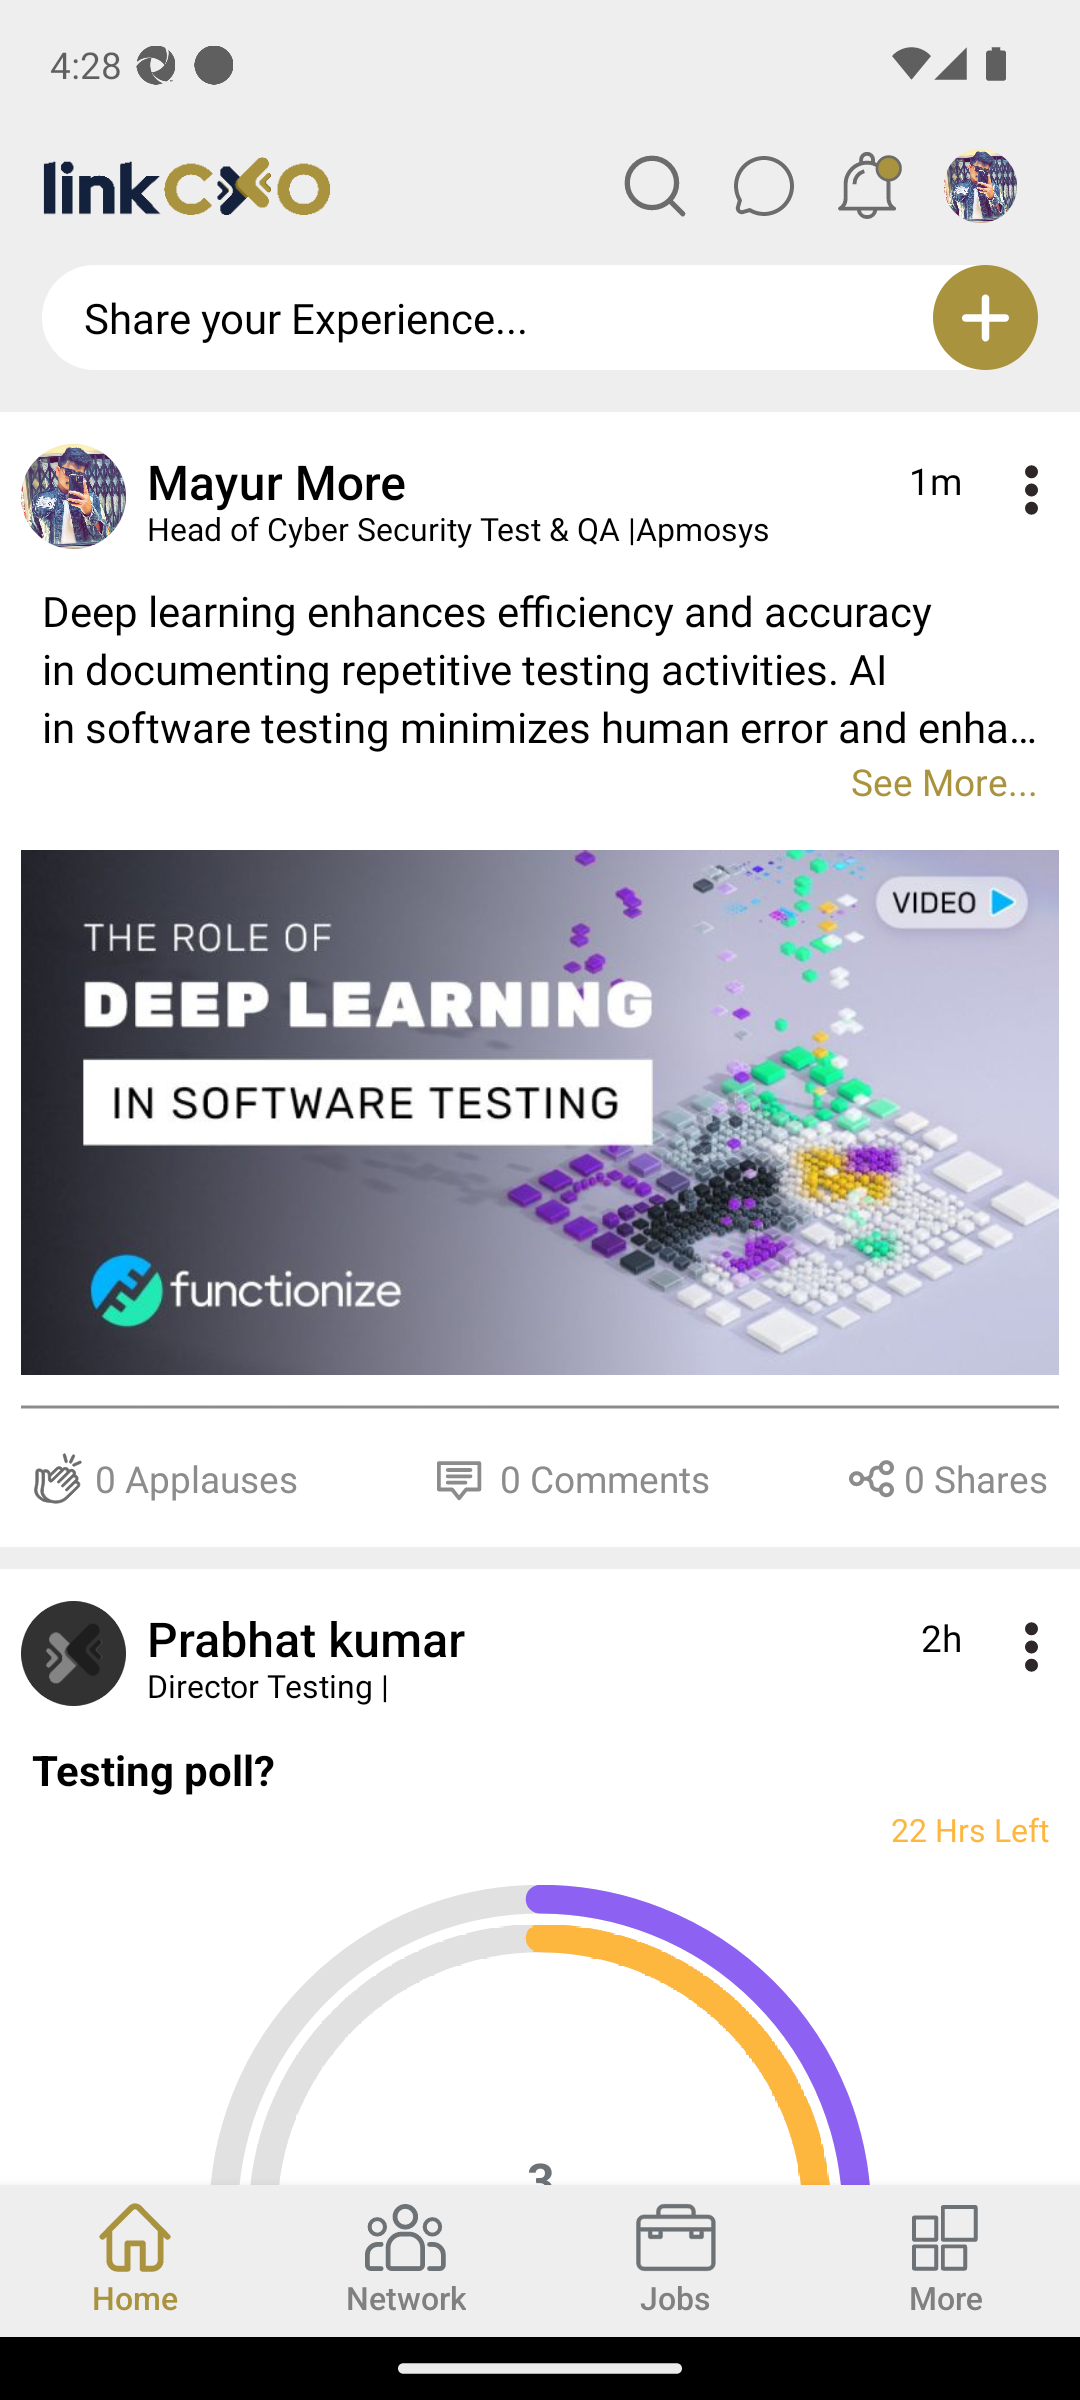 4:28
linkCXO
Share your Experience...
Mayur More
1m
Head of Cyber Security Test & QA |Apmosys
Deep learning enhances efficiency and accuracy
in documenting repetitive testing activities. AI
in software testing minimizes human error and enha...
See More...
VIDEO
THE ROLE OF
DEEP LEARNING
IN SOFTWARE TESTING
functionize
0 Applauses
0 Comments
0 Shares
Prabhat kumar
2h
Director Testing |
Testing poll?
22 Hrs Left
3
Home
Network
Jobs
More